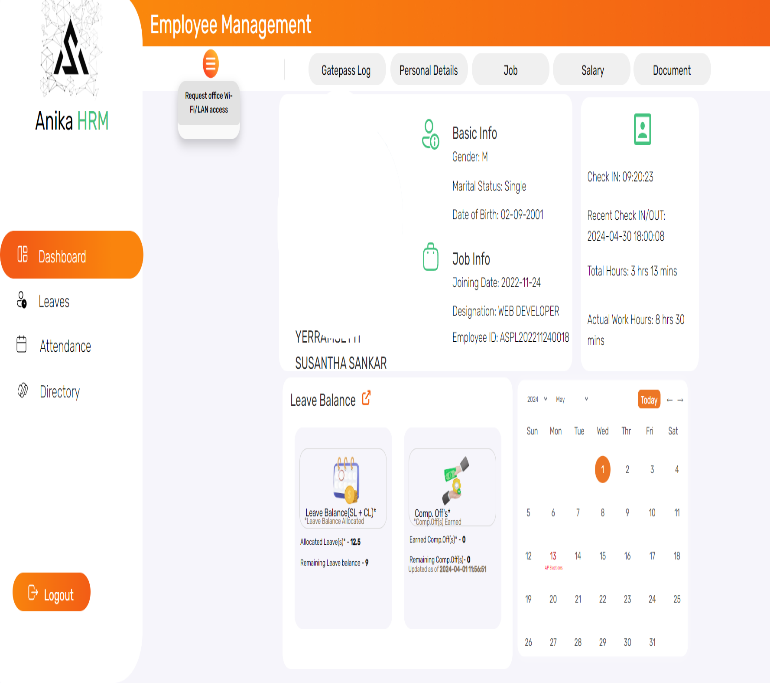 Employee Management
Anika HRM
Request office Wi-
Fi/LAN access
Gatepass Log
Personal Details
Job
Salary
Document
Dashboard
Leaves
Attendance
Directory
Logout
SUSANTHA SANKAR
Basic Info
Gender: M
Marital Status: Single
Date of Birth: 02-09-2001
Job Info
Joining Date: 2022-11-24
Designation: WEB DEVELOPER
Employee ID: ASPL202211240018
Check IN: 09:20:23
Recent Check IN/OUT:
2024-04-30 18:00:08
Total Hours: 3 hrs 13 mins
Actual Work Hours: 8 hrs 30
mins
Leave Balance
Leave Balance[SL + CL]*
*Leave Balance Allocated
Allocated Leave(s)* - 12.5
Remaining Leave balance - 9
Comp. Off's*
*Comp.Off(s) Earned
Earned Comp.Off(s)* - 0
Remaining Comp.Off(s)- 0
Updated as of 2024-04-01 11:56:51
2024 May Today ← →
Sun Mon Tue Wed Thr Fri Sat
1 2 3 4
5 6 7 8 9 10 11
12 13 14 15 16 17 18
19 20 21 22 23 24 25
26 27 28 29 30 31